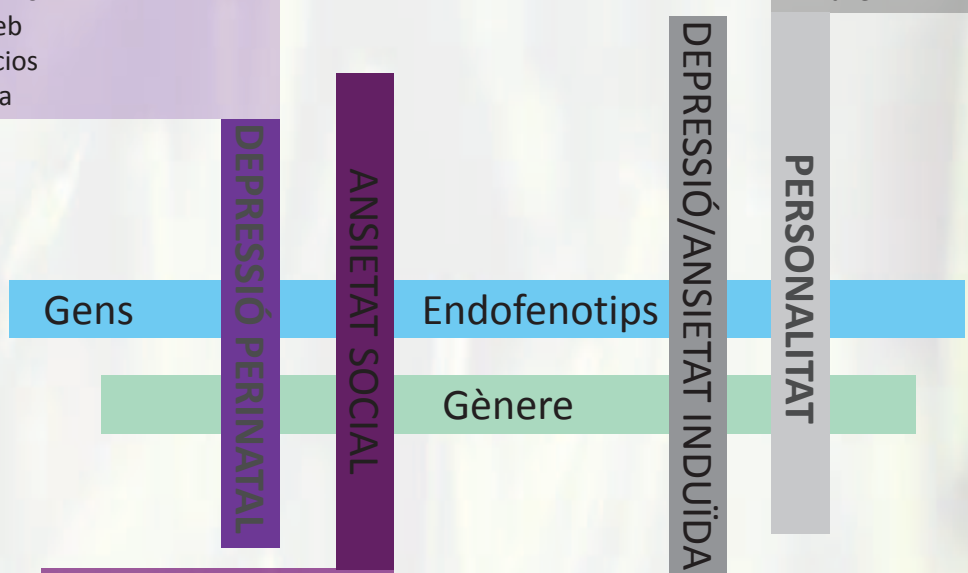 eb
cios
a
DEPRESSIÓ PERINATAL
ANSIETAT SOCIAL
DEPRESSIÓ/ANSIETAT INDUÏDA
PERSONALITAT
Gens
Endofenotips
Gènere